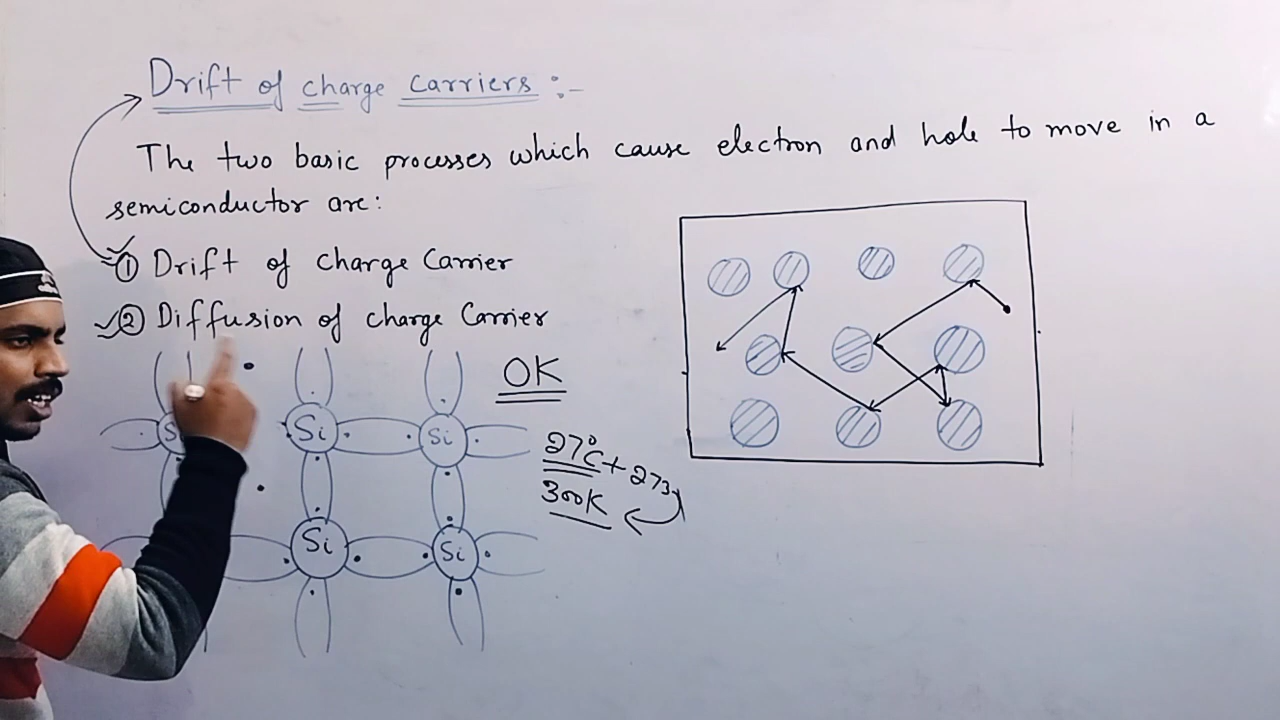 Drift of charge carriers :-
The two basic processes which cause electron and hole to move in a
semiconductor are:
① Drift of charge Carrier
② Diffusion of charge Carrier
OK
27°C + 273
300K
Si Si Si
Si Si